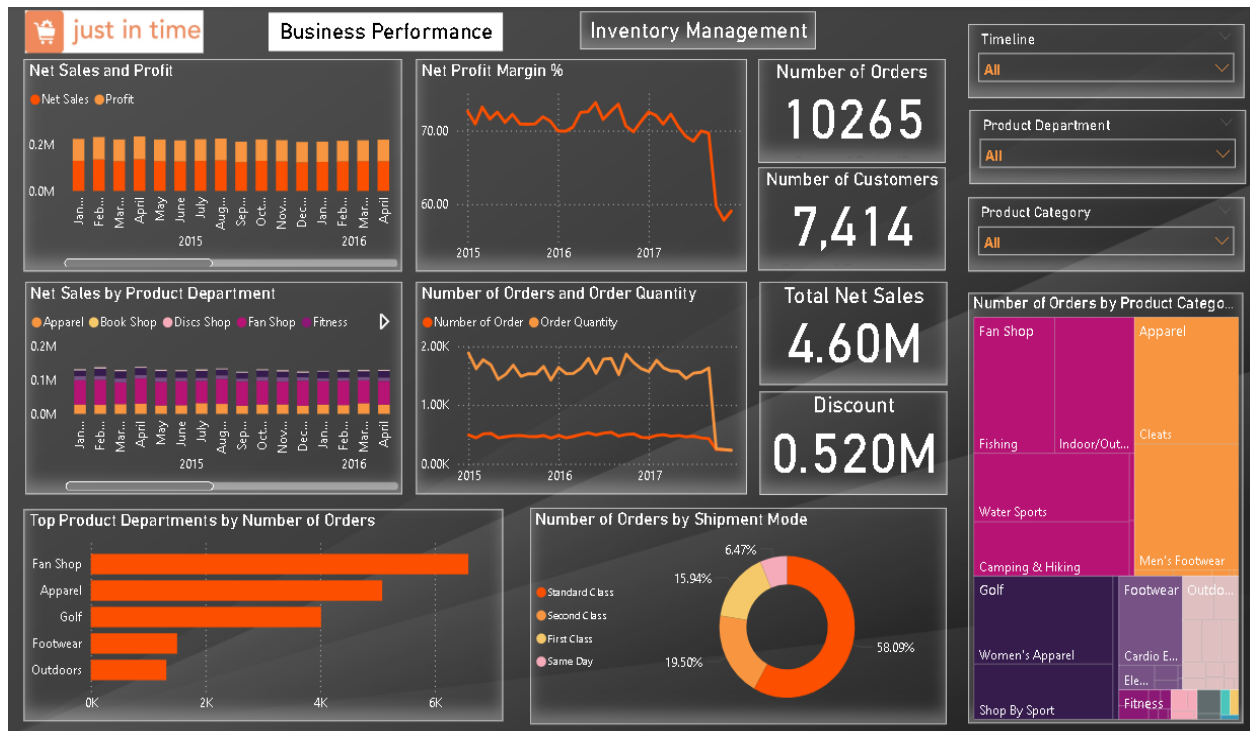 just in time
Business Performance
Inventory Management
Timeline
All
Product Department
All
Product Category
All
Net Sales and Profit
Net Sales
Profit
0.2M
0.0M
Jan...
Feb...
Mar...
April
May
June
July
Aug...
Sep...
Oct...
Nov...
Dec...
Jan...
Feb...
Mar...
April
2015
2016
Net Profit Margin %
70.00
60.00
2015
2016
2017
Number of Orders
10265
Number of Customers
7,414
Net Sales by Product Department
Apparel
Book Shop
Discs Shop
Fan Shop
Fitness
0.2M
0.1M
0.0M
Jan...
Feb...
Mar...
April
May
June
July
Aug...
Sep...
Oct...
Nov...
Dec...
Jan...
Feb...
Mar...
April
2015
2016
Number of Orders and Order Quantity
Number of Order
Order Quantity
2.00K
1.00K
0.00K
2015
2016
2017
Total Net Sales
4.60M
Discount
0.520M
Number of Orders by Product Catego...
Fan Shop
Fishing
Indoor/Out...
Water Sports
Camping & Hiking
Apparel
Cleats
Men's Footwear
Golf
Women's Apparel
Shop By Sport
Footwear
Cardio E...
Ele...
Outdo...
Fitness
Top Product Departments by Number of Orders
Fan Shop
Apparel
Golf
Footwear
Outdoors
0K
2K
4K
6K
Number of Orders by Shipment Mode
Standard Class
Second Class
First Class
Same Day
6.47%
15.94%
19.50%
58.09%